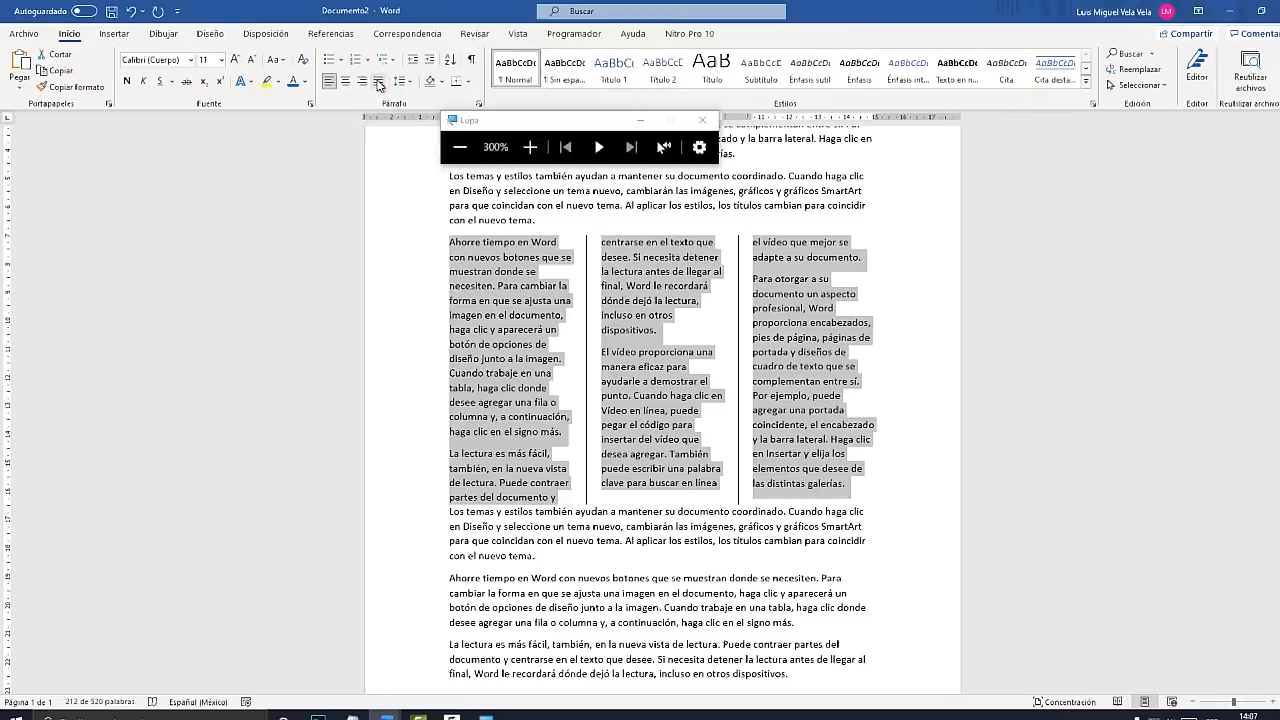 Autoguardado
Documento2 - Word
Buscar
Luis Miguel Vela Vela
LM
Archivo
Inicio
Insertar
Dibujar
Diseño
Disposición
Referencias
Correspondencia
Revisar
Vista
Programador
Ayuda
Nitro Pro 10
Compartir
Comentar
Pegar
Cortar
Copiar
Copiar formato
Portapapeles
Calibri (Cuerpo)
11
Fuente
Párrafo
AaBbCcDc
AaBbCcDc
AaBbC
AaBbCcD
AaB
AaBbCcD
AaBbCcDc
AaBbCcDc
AaBbCcDc
AaBbCcDc
AaBbCcDc
AaBbCcDc
1 Normal
1 Sin espa...
Título 1
Título 2
Título
Subtítulo
Énfasis sutil
Énfasis
Énfasis int...
Texto en n...
Cita
Cita desta...
Estilos
Buscar
Reemplazar
Seleccionar
Edición
Editor
Editor
Reutilizar archivos
Reutilizar archivos
Lupa
300%
zado y la barra lateral. Haga clic en
Los temas y estilos también ayudan a mantener su documento coordinado. Cuando haga clic
en Diseño y seleccione un tema nuevo, cambiarán las imágenes, gráficos y gráficos SmartArt
para que coincidan con el nuevo tema. Al aplicar los estilos, los títulos cambian para coincidir
con el nuevo tema.
Ahorre tiempo en Word
con nuevos botones que se
muestran donde se
necesiten. Para cambiar la
forma en que se ajusta una
imagen en el documento,
haga clic y aparecerá un
botón de opciones de
diseño junto a la imagen.
Cuando trabaje en una
tabla, haga clic donde
desee agregar una fila o
columna y, a continuación,
haga clic en el signo más.
La lectura es más fácil,
también, en la nueva vista
de lectura. Puede contraer
partes del documento y
centrarse en el texto que
desee. Si necesita detener
la lectura antes de llegar al
final, Word le recordará
dónde dejó la lectura,
incluso en otros
dispositivos.
El vídeo proporciona una
manera eficaz para
ayudarle a demostrar el
punto. Cuando haga clic en
Vídeo en línea, puede
pegar el código para
insertar del vídeo que
desea agregar. También
puede escribir una palabra
clave para buscar en línea
el vídeo que mejor se
adapte a su documento.
Para otorgar a su
documento un aspecto
profesional, Word
proporciona encabezados,
pies de página, páginas de
portada y diseños de
cuadro de texto que se
complementan entre sí.
Por ejemplo, puede
agregar una portada
coincidente, el encabezado
y la barra lateral. Haga clic
en Insertar y elija los
elementos que desee de
las distintas galerías.
Los temas y estilos también ayudan a mantener su documento coordinado. Cuando haga clic
en Diseño y seleccione un tema nuevo, cambiarán las imágenes, gráficos y gráficos SmartArt
para que coincidan con el nuevo tema. Al aplicar los estilos, los títulos cambian para coincidir
con el nuevo tema.
Ahorre tiempo en Word con nuevos botones que se muestran donde se necesiten. Para
cambiar la forma en que se ajusta una imagen en el documento, haga clic y aparecerá un
botón de opciones de diseño junto a la imagen. Cuando trabaje en una tabla, haga clic donde
desee agregar una fila o columna y, a continuación, haga clic en el signo más.
La lectura es más fácil, también, en la nueva vista de lectura. Puede contraer partes del
documento y centrarse en el texto que desee. Si necesita detener la lectura antes de llegar al
final, Word le recordará dónde dejó la lectura, incluso en otros dispositivos.
Página 1 de 1
212 de 520 palabras
Español (México)
Concentración
100%
14:07